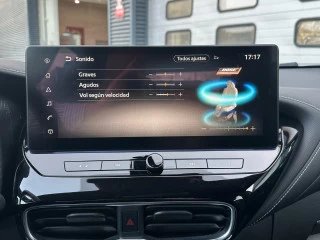 Sonido
Todos ajustes
17:17
Graves
Agudos
Vol según velocidad